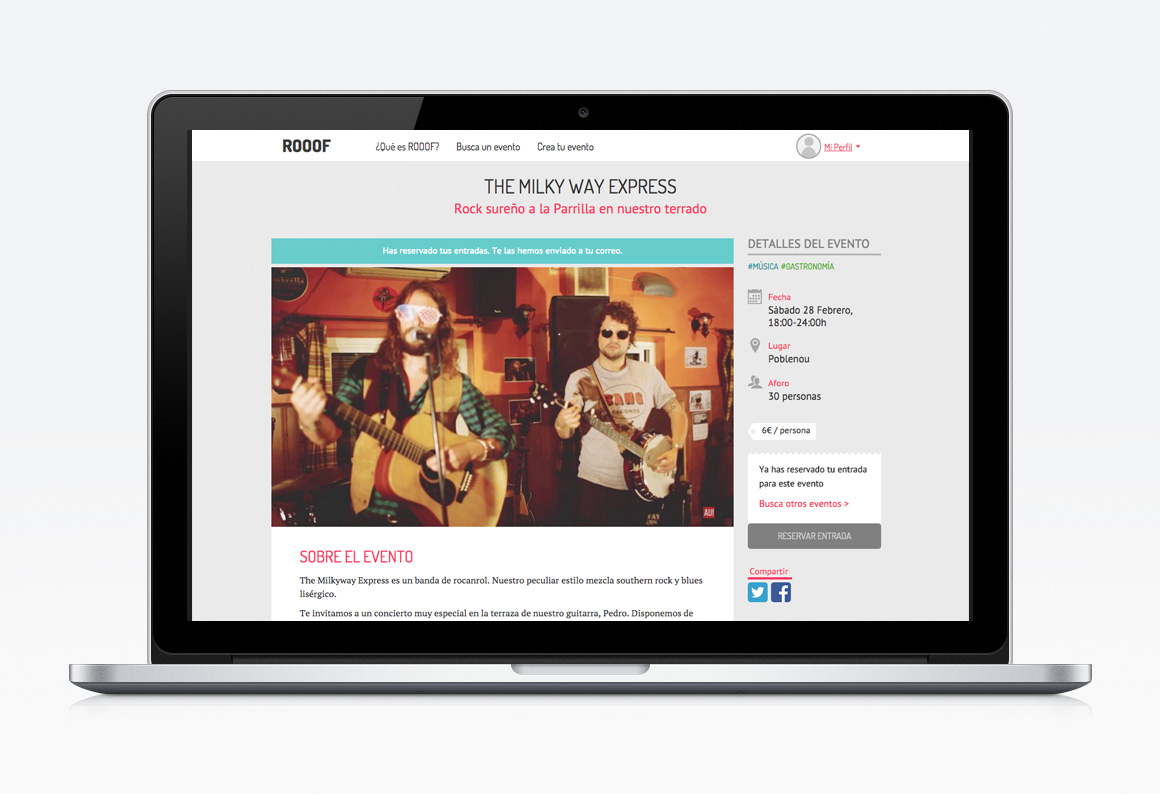 ROOOF
¿Qué es ROOOF?
Busca un evento
Crea tu evento
Mi Perfil
THE MILKY WAY EXPRESS
Rock sureño a la Parrilla en nuestro terrado
Has reservado tus entradas. Te las hemos enviado a tu correo.
AU!
SOBRE EL EVENTO
The Milkyway Express es un banda de rocanrol. Nuestro peculiar estilo mezcla southern rock y blues
lisérgico.
Te invitamos a un concierto muy especial en la terraza de nuestro guitarra, Pedro. Disponemos de
DETALLES DEL EVENTO
#MÚSICA #GASTRONOMÍA
Fecha
Sábado 28 Febrero,
18:00-24:00h
Lugar
Poblenou
Aforo
30 personas
6€ / persona
Ya has reservado tu entrada
para este evento
Busca otros eventos >
RESERVAR ENTRADA
Compartir